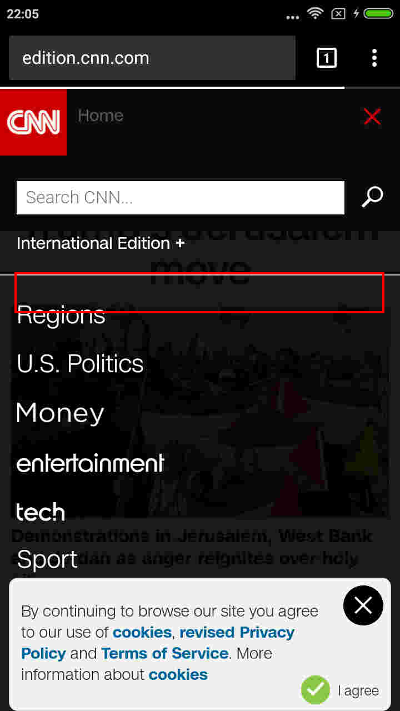 22:05
edition.cnn.com
1
CNN
Home
Search CNN...
International Edition +
move
Regions
U.S. Politics
Money
entertainment
tech
Demonstrations in Jerusalem, West Bank
as anger reignites over holy
Sport
By continuing to browse our site you agree
to our use of cookies, revised Privacy
Policy and Terms of Service. More
information about cookies
I agree